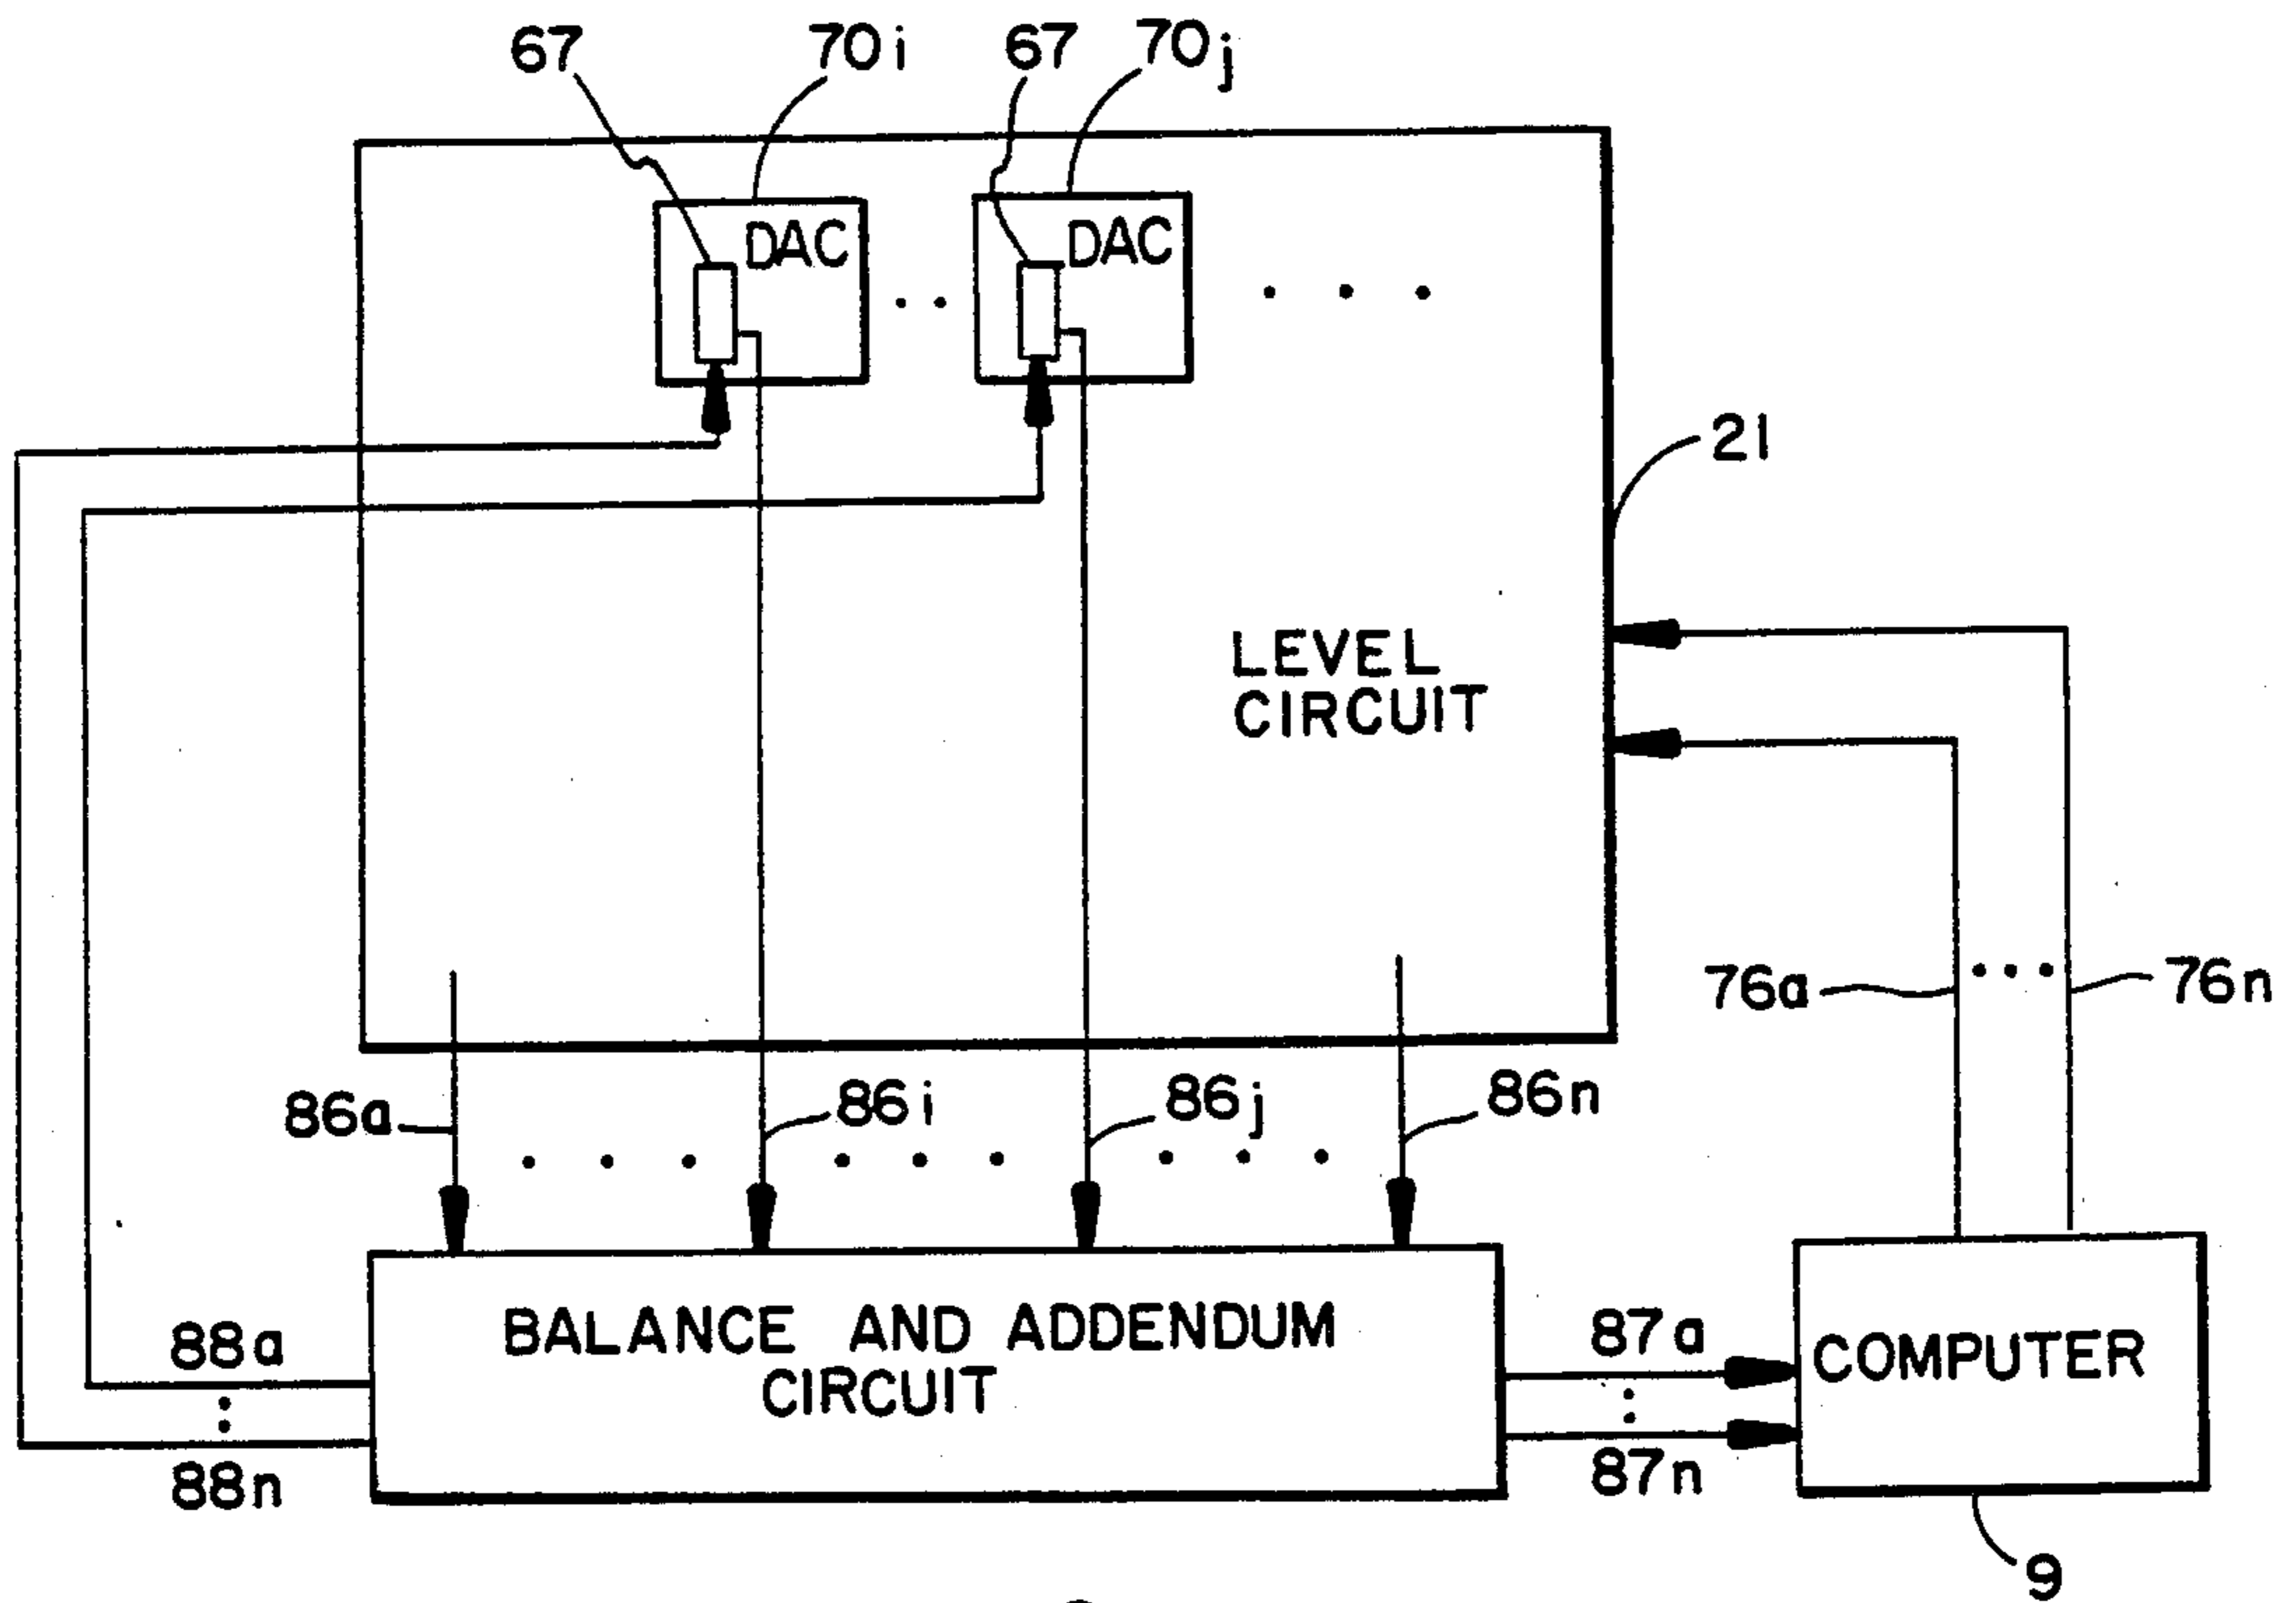 67
70i
67
70j
DAC
DAC
21
LEVEL
CIRCUIT
76a
76n
86a
86i
86j
86n
BALANCE AND ADDENDUM
CIRCUIT
88a
88n
87a
87n
COMPUTER
9